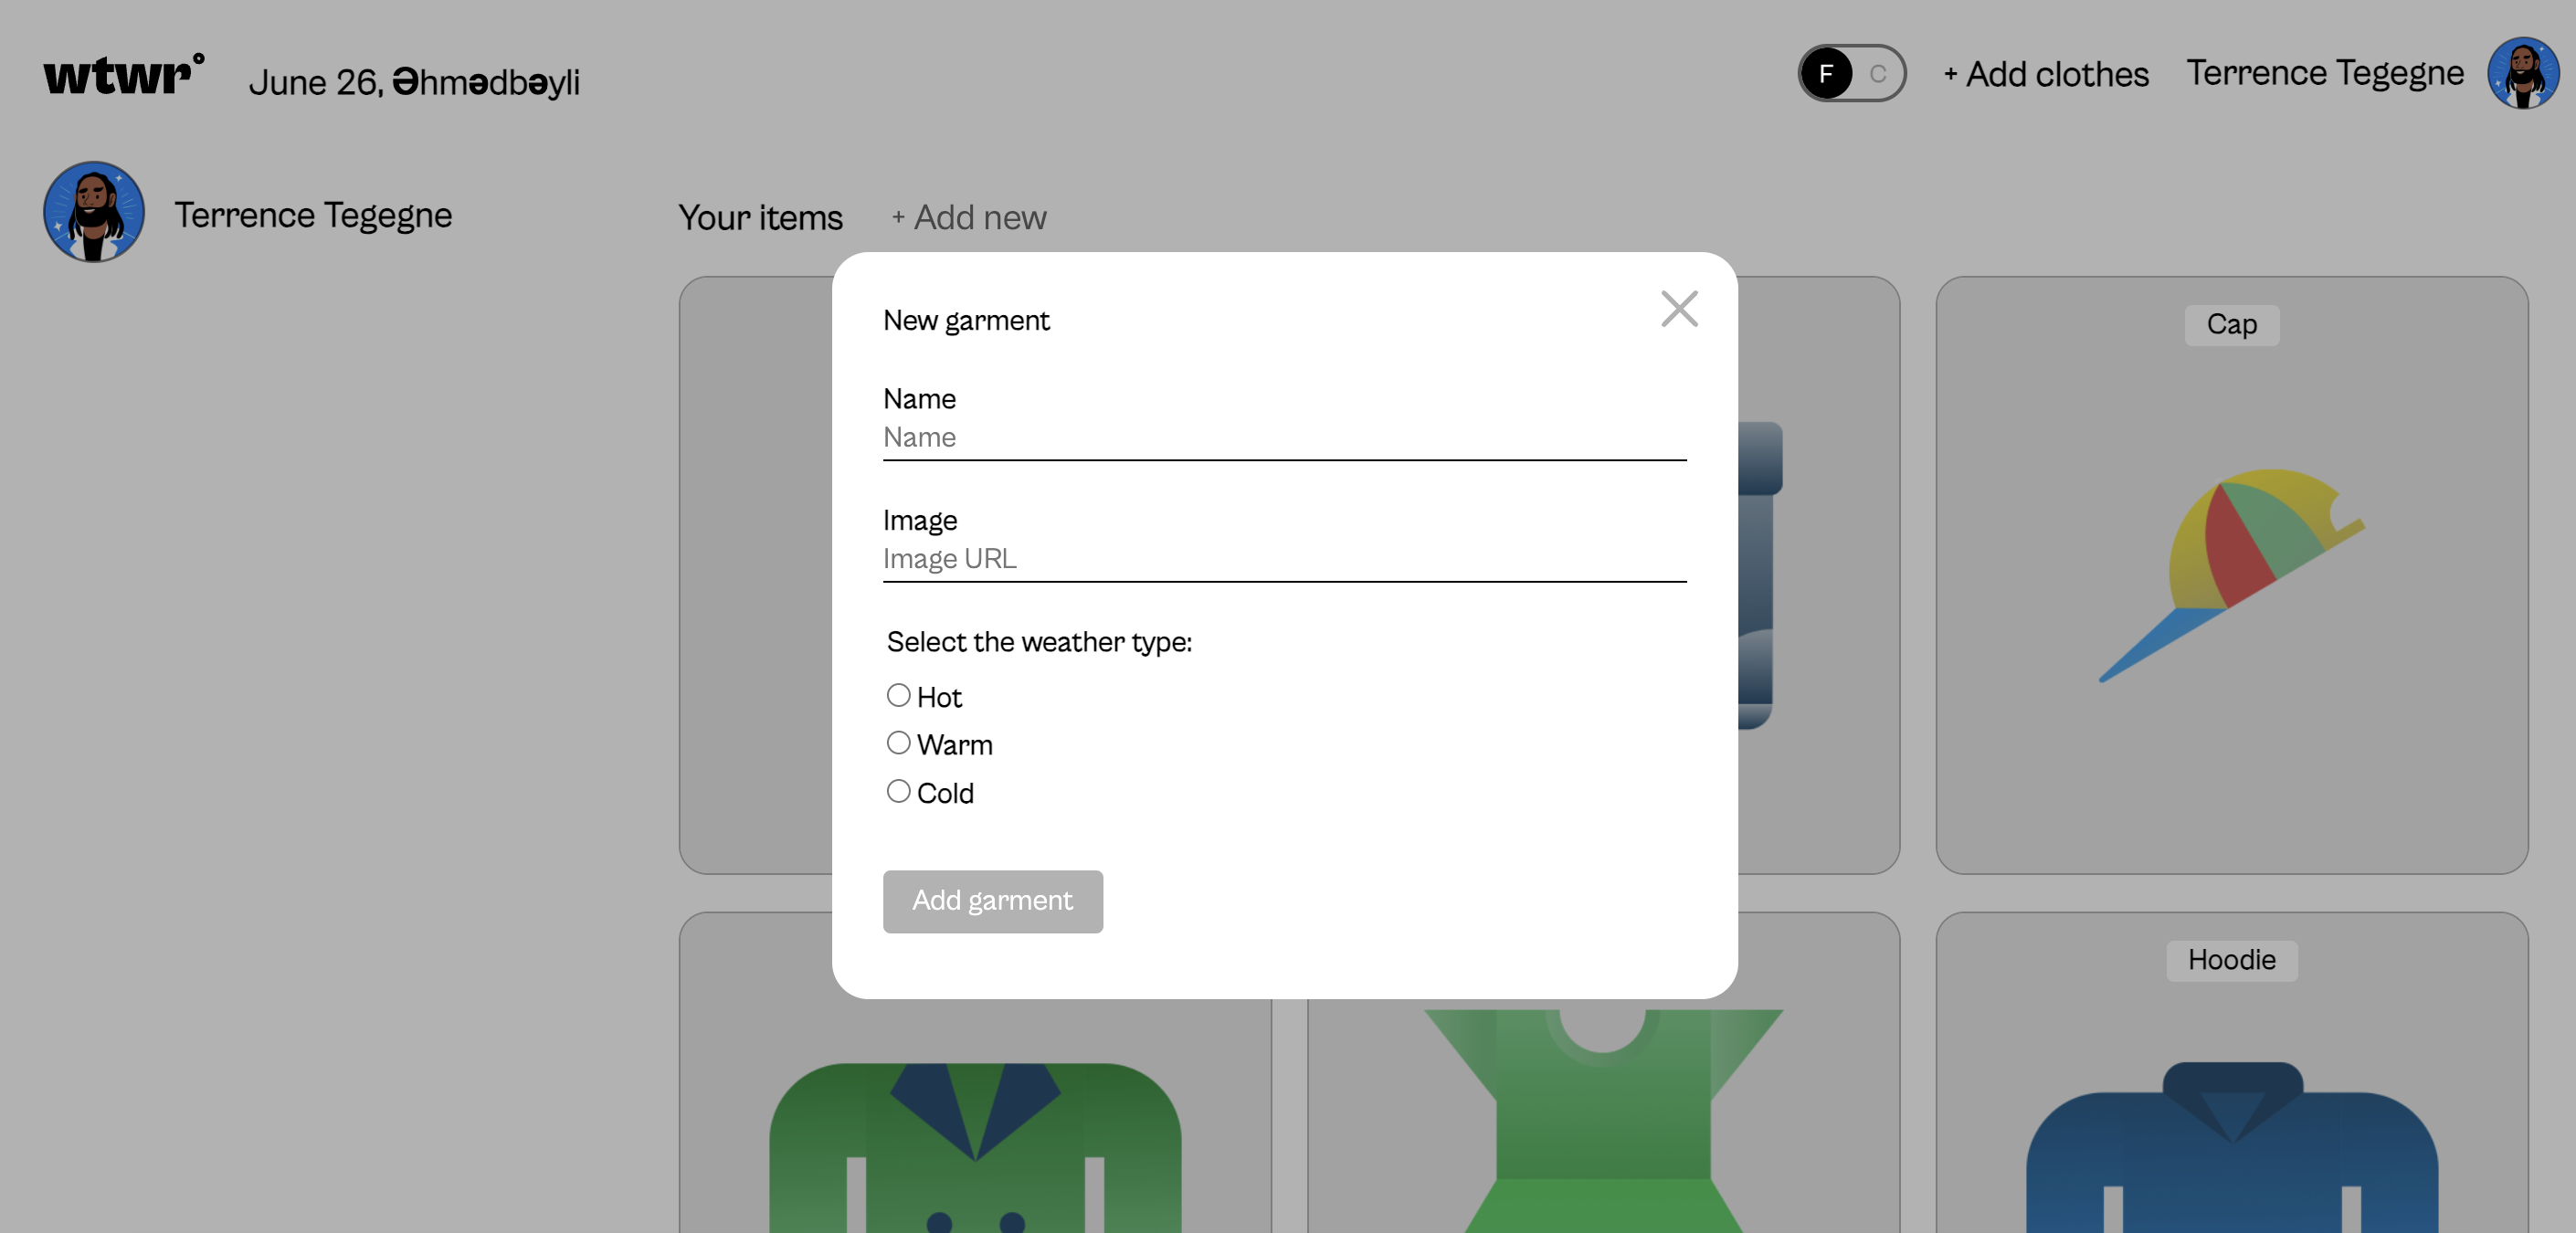 wtwr°
June 26, Əhmədbəyli
F C
+ Add clothes
Terrence Tegegne
Terrence Tegegne
Your items
+ Add new
New garment
Name
Name
Image
Image URL
Select the weather type:
Hot
Warm
Cold
Add garment
Cap
Hoodie